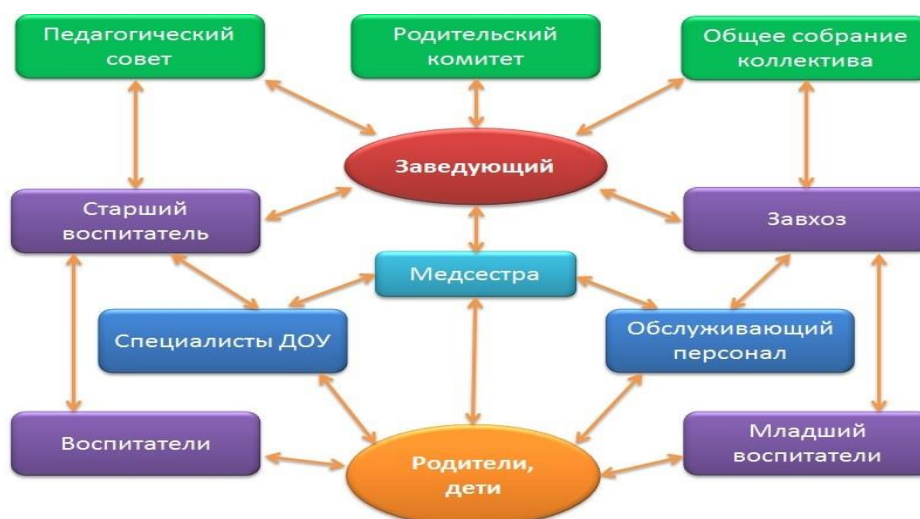 Педагогический
совет
Родительский
комитет
Общее собрание
коллектива
Заведующий
Старший
воспитатель
Завхоз
Медсестра
Специалисты ДОУ
Обслуживающий
персонал
Воспитатели
Родители,
дети
Младший
воспитатели